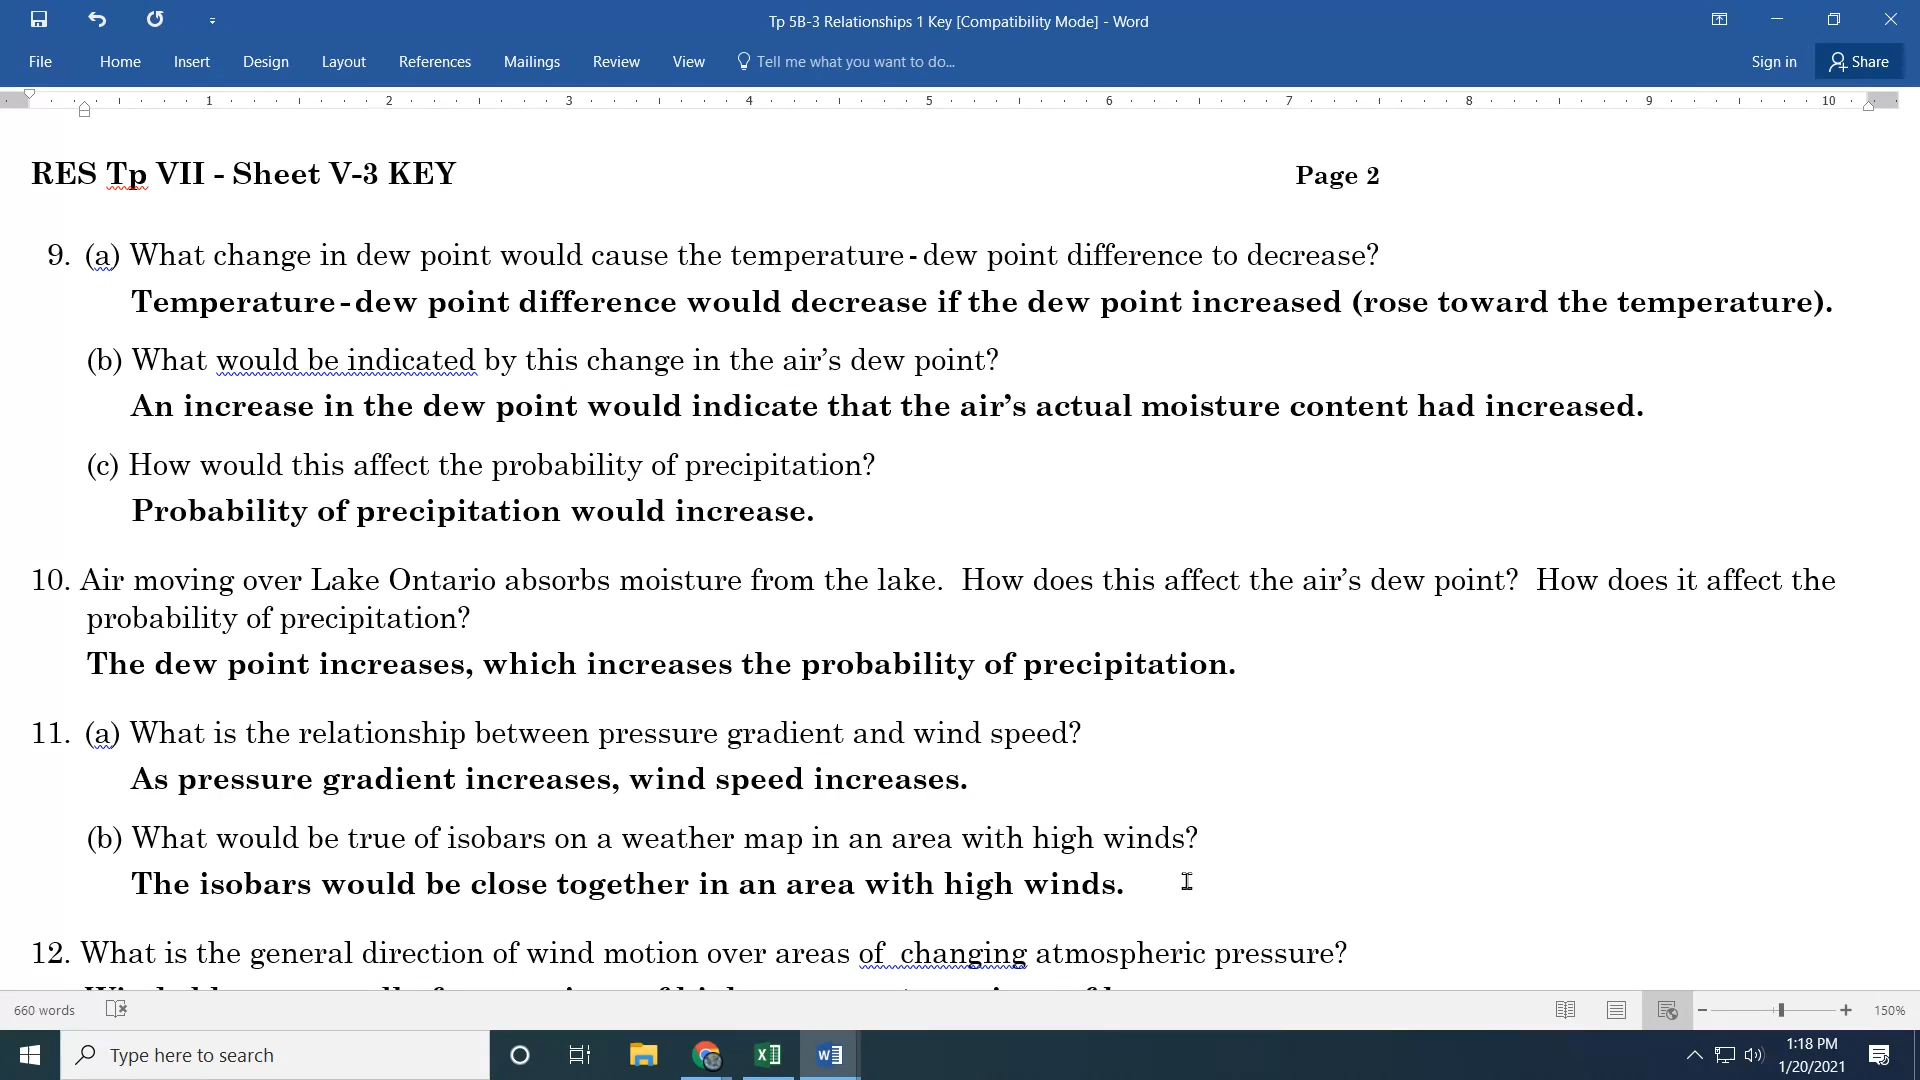 Tp 5B-3 Relationships 1 Key [Compatibility Mode] - Word
File Home Insert Design Layout References Mailings Review View Tell me what you want to do... Sign in Share
1 2 3 4 5 6 7 8 9 10
RES Tp VII - Sheet V-3 KEY Page 2
9. (a) What change in dew point would cause the temperature - dew point difference to decrease?
Temperature - dew point difference would decrease if the dew point increased (rose toward the temperature).
(b) What would be indicated by this change in the air’s dew point?
An increase in the dew point would indicate that the air’s actual moisture content had increased.
(c) How would this affect the probability of precipitation?
Probability of precipitation would increase.
10. Air moving over Lake Ontario absorbs moisture from the lake. How does this affect the air’s dew point? How does it affect the
probability of precipitation?
The dew point increases, which increases the probability of precipitation.
11. (a) What is the relationship between pressure gradient and wind speed?
As pressure gradient increases, wind speed increases.
(b) What would be true of isobars on a weather map in an area with high winds?
The isobars would be close together in an area with high winds.
12. What is the general direction of wind motion over areas of changing atmospheric pressure?
660 words 150%
Type here to search
1:18 PM
1/20/2021